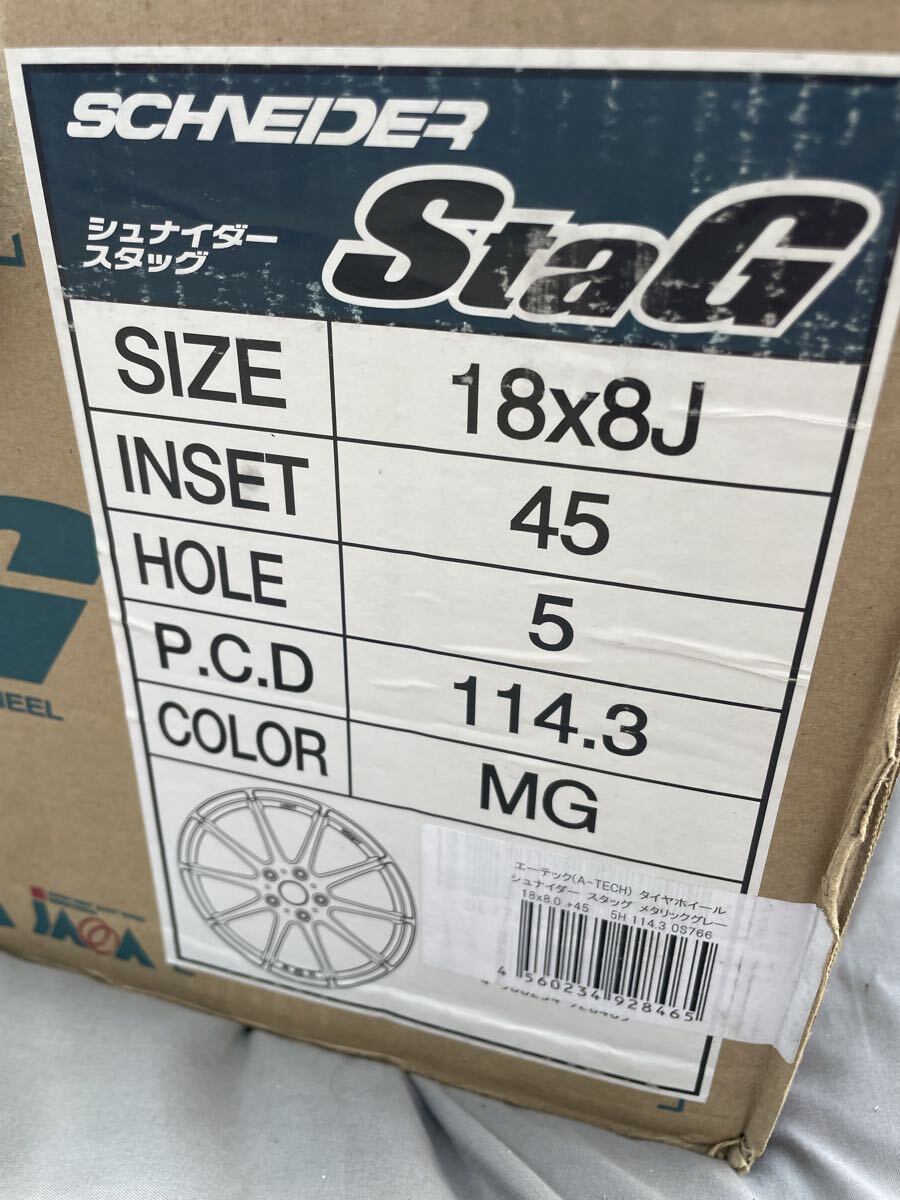 SCHNEIDER
シュナイダー
スタッグ
StaG
SIZE 18x8J
INSET 45
HOLE 5
P.C.D 114.3
COLOR MG
HEEL
JAWA
エーテック(A-TECH) タイヤホイール
シュナイダー スタッグ メタリックグレー
18x8.0 +45 5H 114.3 0S766
4 560234 928465